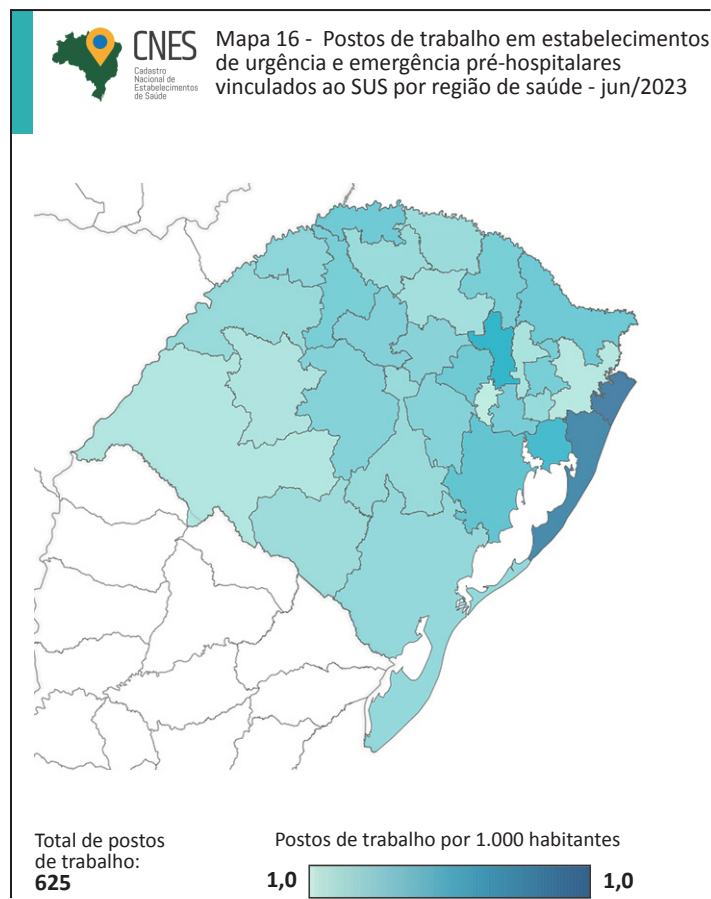 CNES
Cadastro
Nacional de
Estabelecimentos
de Saúde
Mapa 16 - Postos de trabalho em estabelecimentos
de urgência e emergência pré-hospitalares
vinculados ao SUS por região de saúde - jun/2023
Total de postos
de trabalho:
625
Postos de trabalho por 1.000 habitantes
1,0
1,0